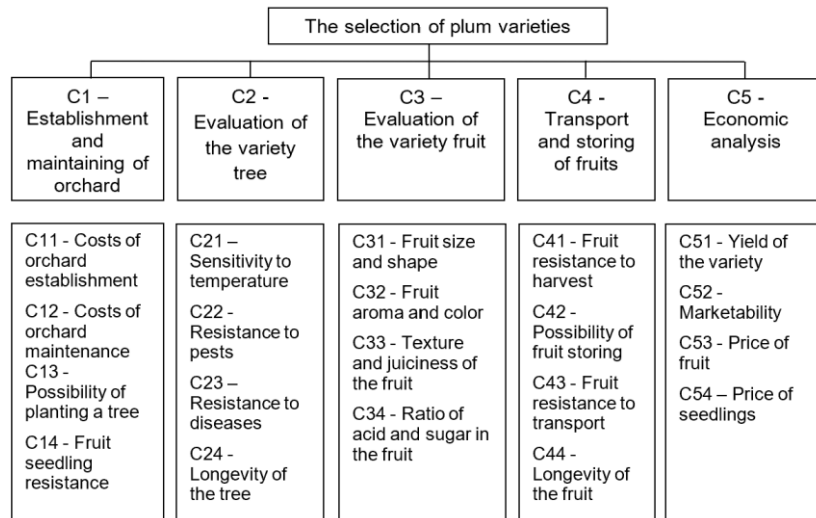 The selection of plum varieties
C1 –
Establishment
and
maintaining of
orchard
C2 -
Evaluation of
the variety
tree
C3 –
Evaluation of
the variety fruit
C4 -
Transport
and storing
of fruits
C5 -
Economic
analysis
C11 - Costs of
orchard
establishment
C12 - Costs of
orchard
maintenance
C13 -
Possibility of
planting a tree
C14 - Fruit
seedling
resistance
C21 –
Sensitivity to
temperature
C22 -
Resistance to
pests
C23 –
Resistance to
diseases
C24 -
Longevity of
the tree
C31 - Fruit size
and shape
C32 - Fruit
aroma and color
C33 - Texture
and juiciness of
the fruit
C34 - Ratio of
acid and sugar in
the fruit
C41 – Fruit
resistance to
harvest
C42 -
Possibility of
fruit storing
C43 - Fruit
resistance to
transport
C44 -
Longevity of
the fruit
C51 - Yield of
the variety
C52 -
Marketability
C53 - Price of
fruit
C54 – Price of
seedlings